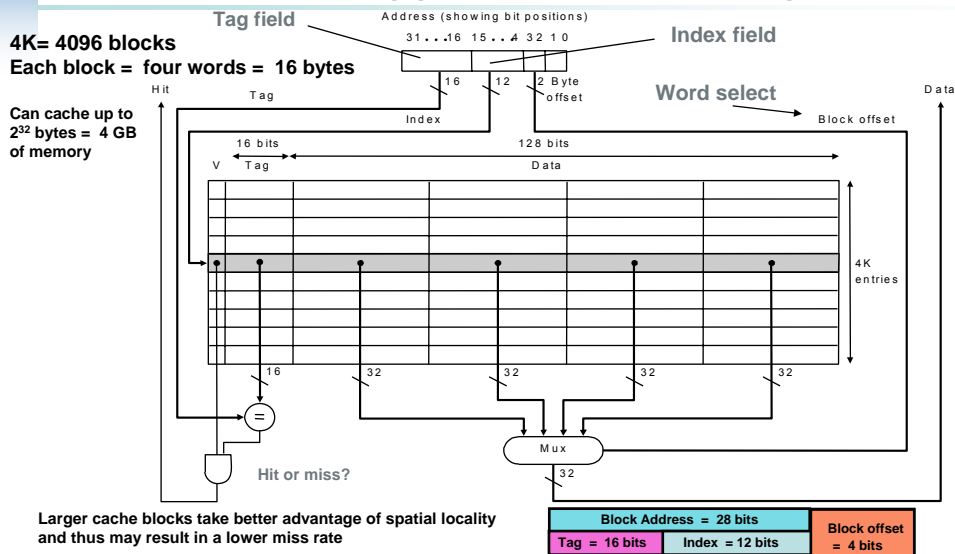 Tag field
Address (showing bit positions)
4K= 4096 blocks
Each block = four words = 16 bytes
31...16 15...4 32 10
Index field
16
12
2
Byte
offset
Hit
Tag
Word select
Data
Can cache up to
2³² bytes = 4 GB
of memory
Index
Block offset
16 bits
128 bits
V
Tag
Data
4K
entries
16
32
32
32
32
=
Mux
Hit or miss?
32
Larger cache blocks take better advantage of spatial locality
and thus may result in a lower miss rate
Block Address = 28 bits
Tag = 16 bits
Index = 12 bits
Block offset
= 4 bits